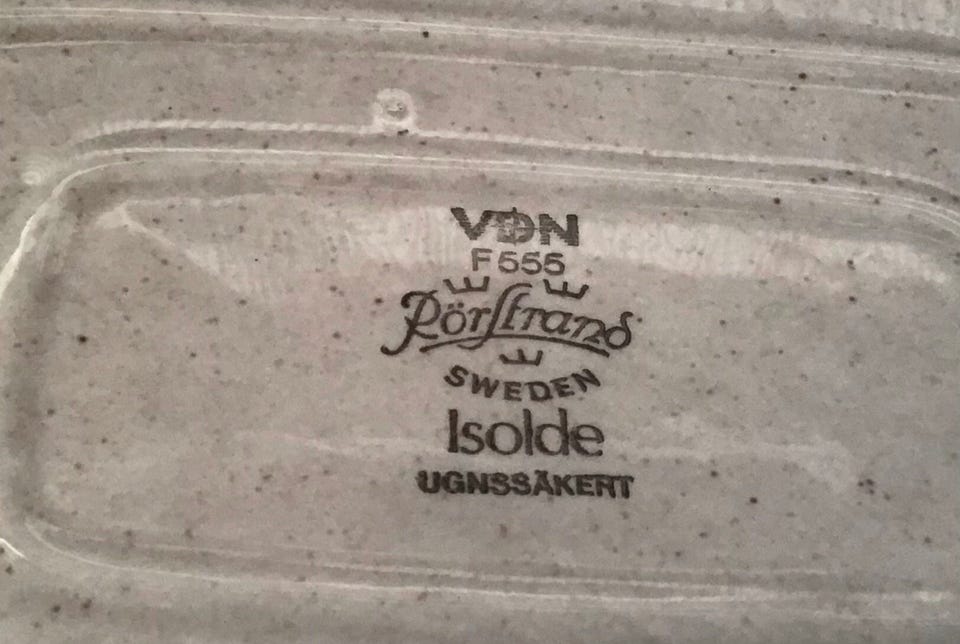 VDN
F555
Rörstrand
SWEDEN
Isolde
UGNSSÄKERT